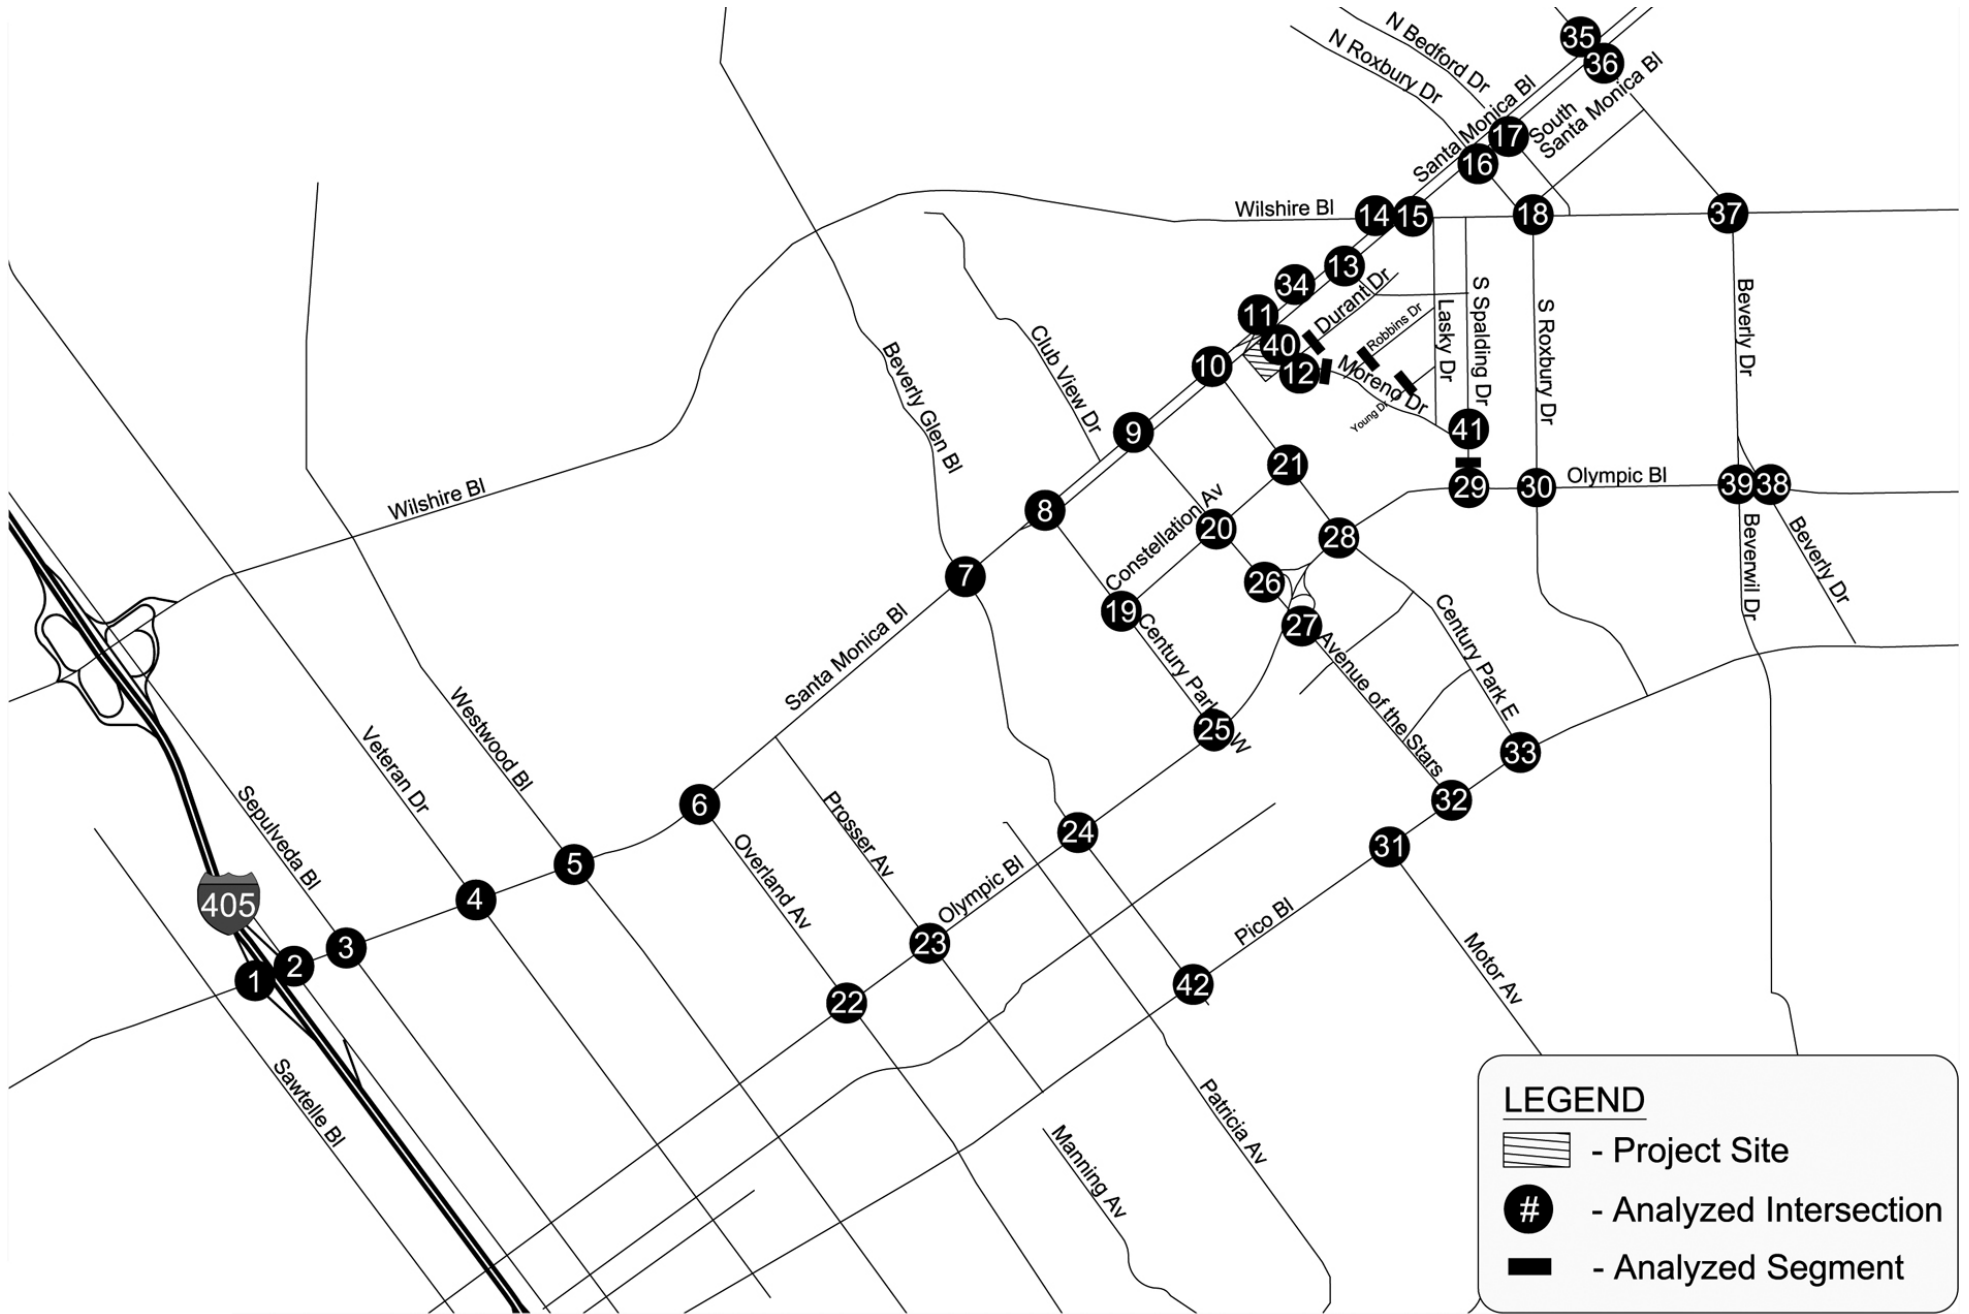 35
36
N Bedford Dr
N Roxbury Dr
Santa Monica Bl
South
Santa Monica Bl
17
16
Wilshire Bl
14
15
18
37
13
34
11
40
12
10
Durant Dr
Robbins Dr
Moreno Dr
Young Dr
Lasky Dr
S Spalding Dr
S Roxbury Dr
Beverly Dr
Club View Dr
Beverly Glen Bl
9
41
21
29
30
Olympic Bl
39
38
Wilshire Bl
8
Constellation Av
20
28
7
26
19
27
Beverwil Dr
Beverly Dr
Century Park W
Century Park E
Avenue of the Stars
Santa Monica Bl
25
33
Westwood Bl
Veteran Dr
Sepulveda Bl
6
32
24
31
5
Overland Av
Prosser Av
Olympic Bl
4
405
3
2
1
23
22
42
Pico Bl
Motor Av
Sawtelle Bl
Manning Av
Patricia Av
LEGEND
- Project Site
# - Analyzed Intersection
- Analyzed Segment